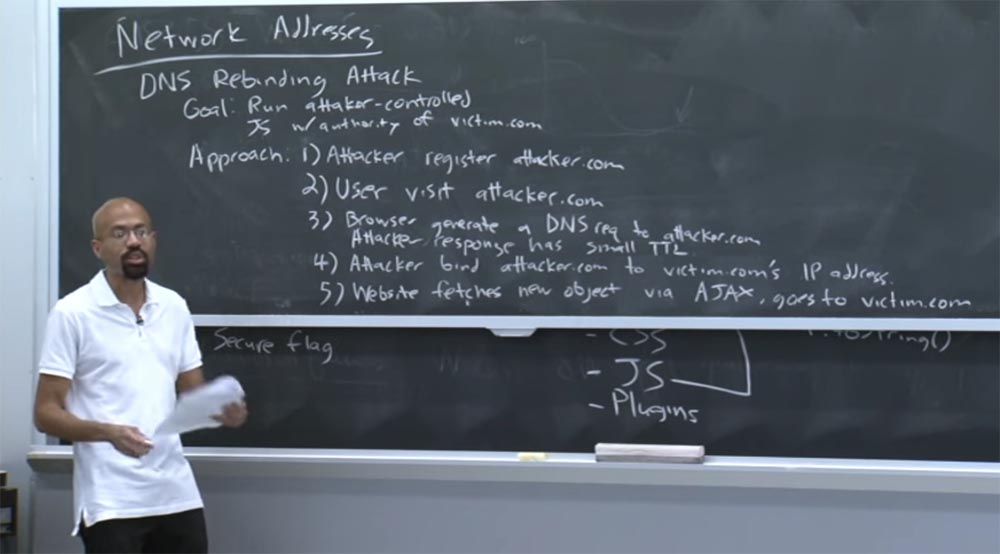 Network Addresses
DNS Rebinding Attack
Goal: Run attaker-controlled
JS w/authority of victim.com
Approach: 1) Attacker register attacker.com
2) User visit attacker.com
3) Browser generate a DNS req to attacker.com
Attacker response has small TTL.
4) Attacker bind attacker.com to victim.com's IP address.
5) Website fetches new object via AJAX, goes to victim.com
Secure flag
- CSS
- JS
- Plugins